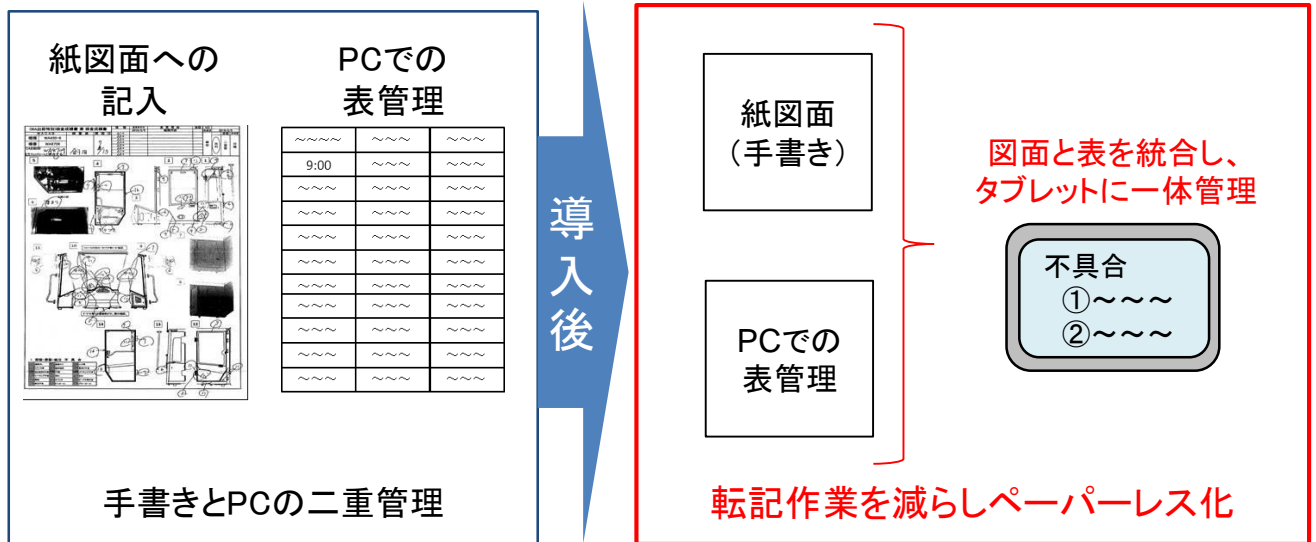 紙図面への
記入
PCでの
表管理
～～～～ ～～～ ～～～
9:00 ～～～ ～～～
～～～ ～～～ ～～～
～～～ ～～～ ～～～
～～～ ～～～ ～～～
～～～ ～～～ ～～～
～～～ ～～～ ～～～
～～～ ～～～ ～～～
～～～ ～～～ ～～～
～～～ ～～～ ～～～
～～～ ～～～ ～～～
手書きとPCの二重管理
導入後
紙図面
（手書き）
PCでの
表管理
図面と表を統合し、
タブレットに一体管理
不具合
①～～～
②～～～
転記作業を減らしペーパーレス化